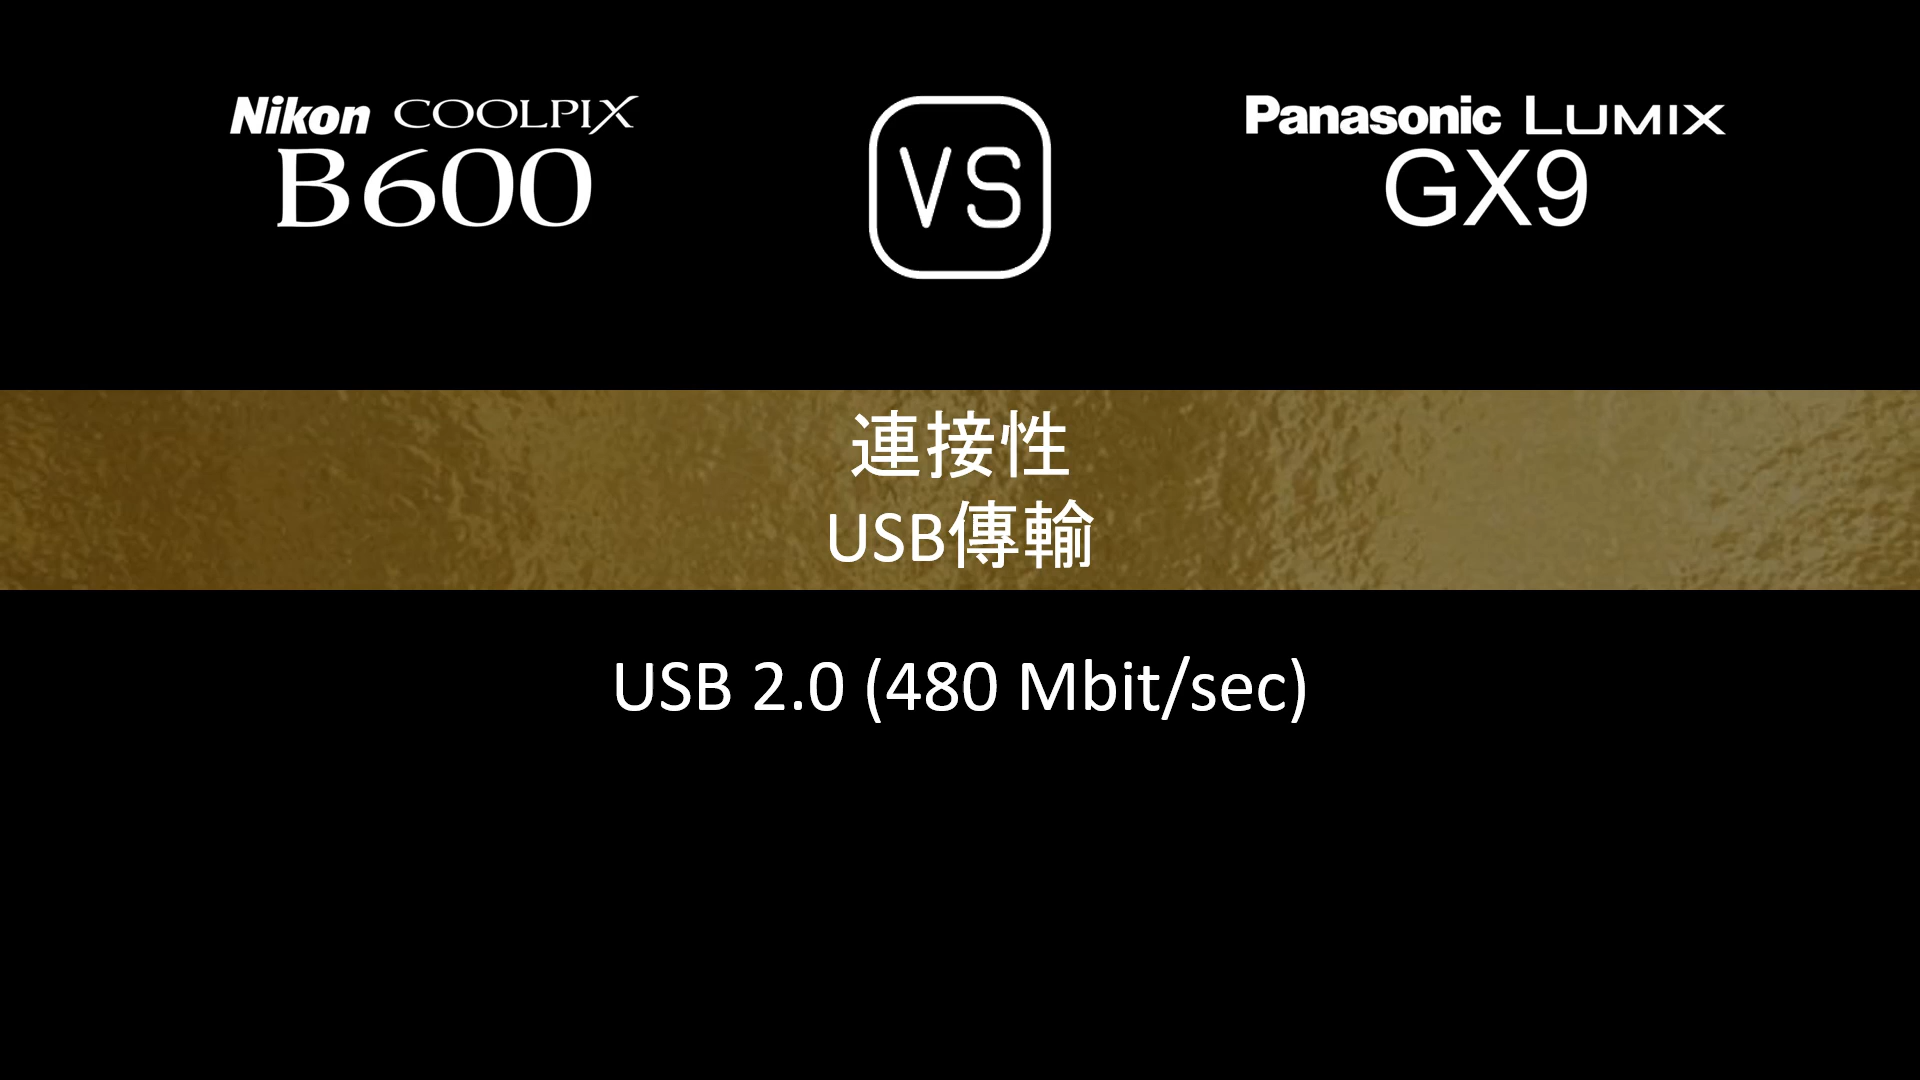 Nikon COOLPIX
B600
VS
Panasonic LUMIX
GX9
連接性
USB傳輸
USB 2.0 (480 Mbit/sec)